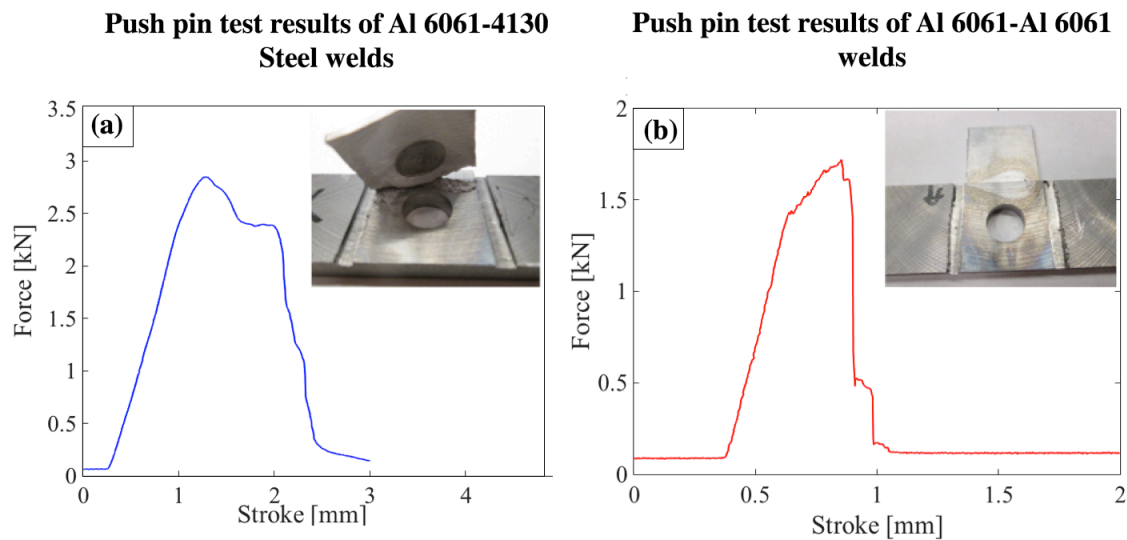 Push pin test results of Al 6061-4130
Steel welds
(a)
3.5
3
2.5
2
1.5
1
0.5
0
Force [kN]
0
1
2
3
4
Stroke [mm]
Push pin test results of Al 6061-Al 6061
welds
(b)
2
1.5
1
0.5
0
Force [kN]
0
0.5
1
1.5
2
Stroke [mm]